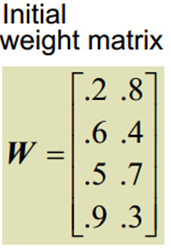 Initial
weight matrix
.2 .8
.6 .4
W =
.5 .7
.9 .3